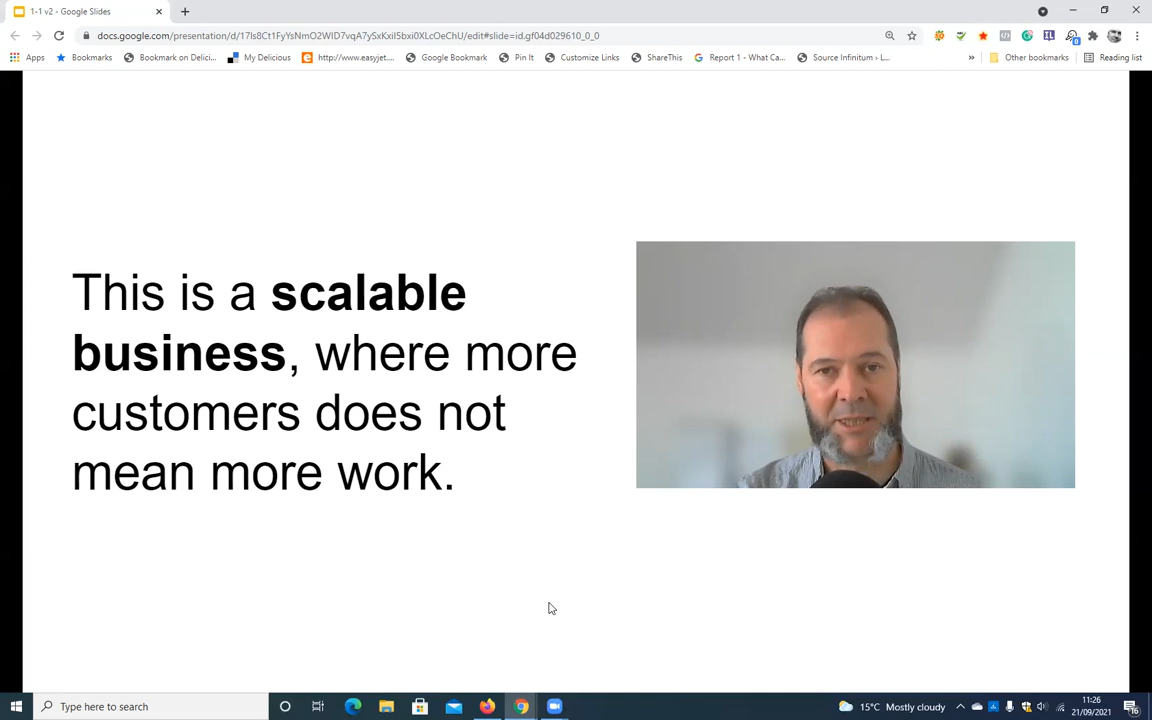 1-1 v2 - Google Slides
docs.google.com/presentation/d/17Is8Ct1FyYsNmO2WlD7vqA7ySxKxiI5bxi0XLcOeChU/edit#slide=id.gf04d029610_0_0
Apps Bookmarks Bookmark on Delici... My Delicious http://www.easyjet.... Google Bookmark Pin It Customize Links ShareThis Report 1 - What Ca... Source Infinitum › L... » Other bookmarks Reading list
This is a scalable
business, where more
customers does not
mean more work.
Type here to search
15°C Mostly cloudy
11:26
21/09/2021
16